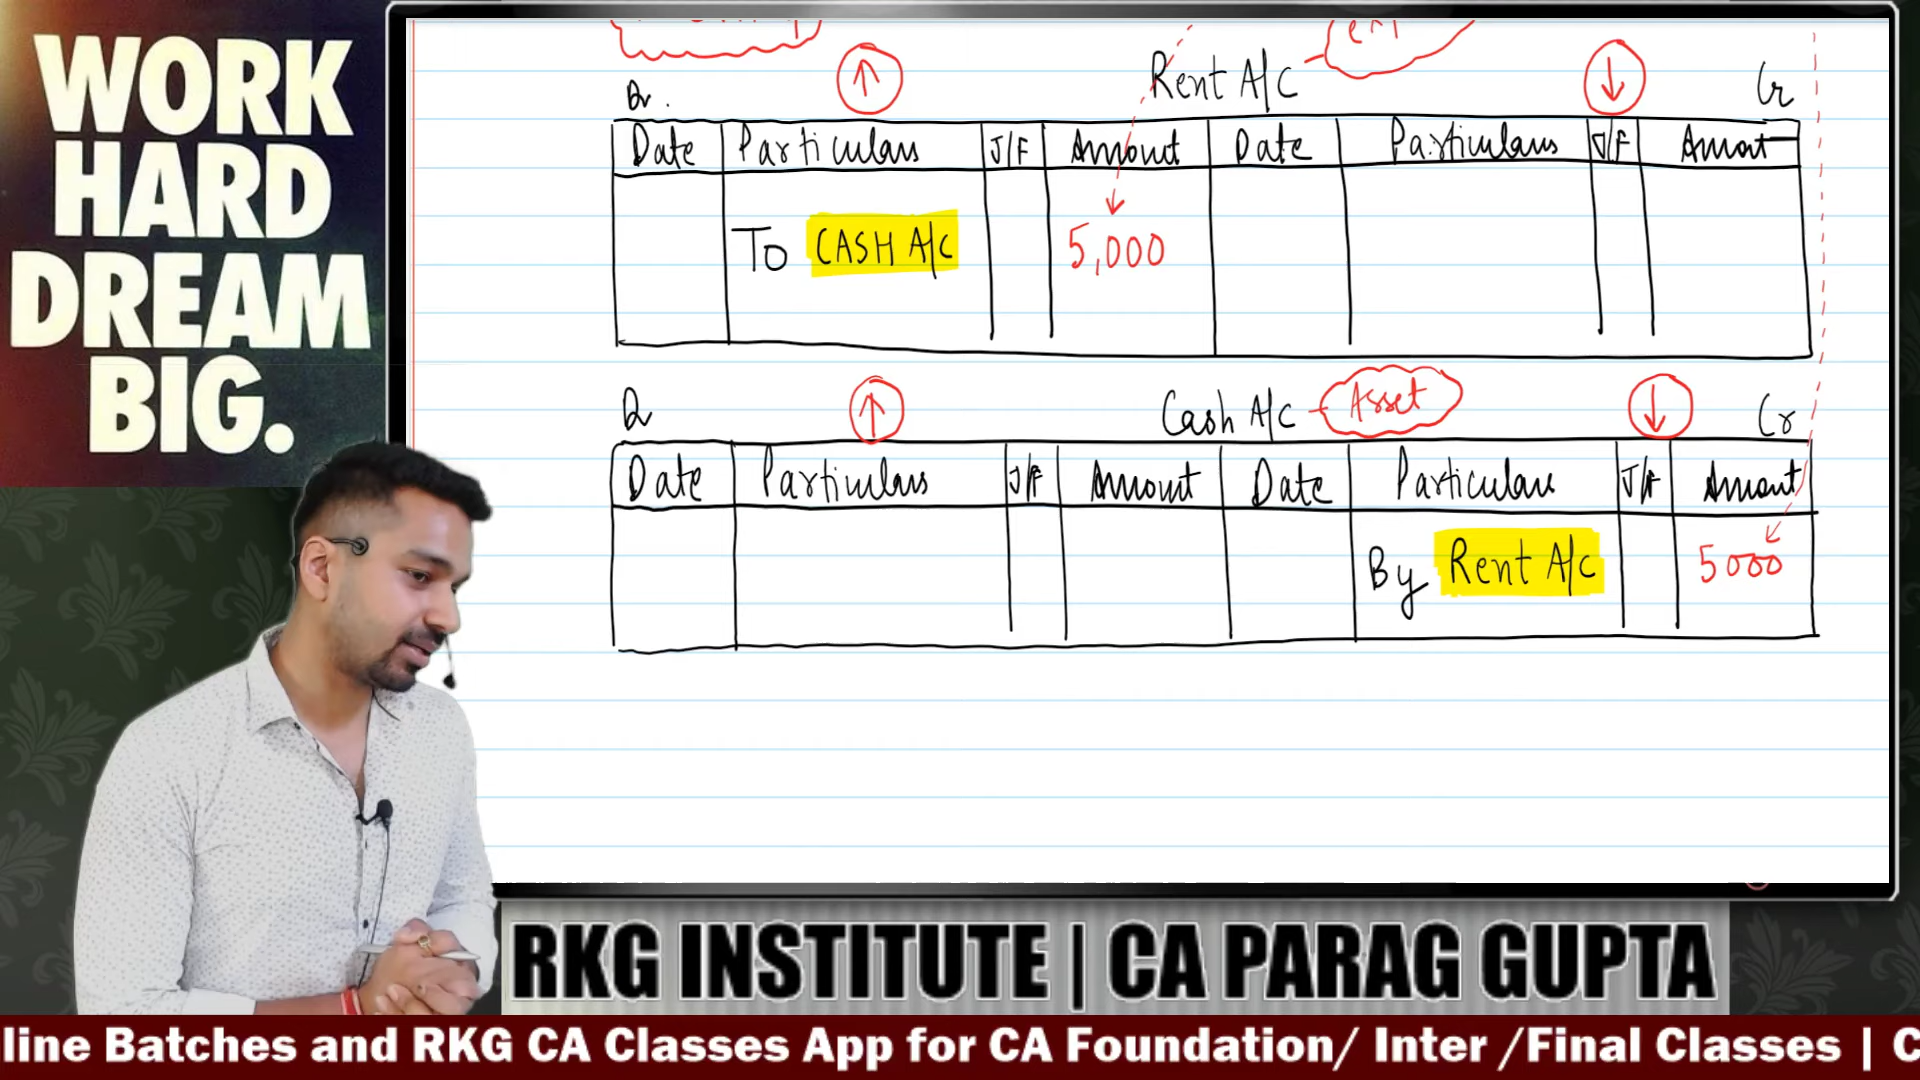 WORK
HARD
DREAM
BIG.
Rent A/C
exp
Dr.
Cr
Date Particulars J/F Amount Date Particulars J/F Amount
To CASH A/C 5,000
Dr
Cash A/C - Asset
Cr
Date Particulars J/F Amount Date Particulars J/F Amount
By Rent A/C 5000
RKG INSTITUTE | CA PARAG GUPTA
line Batches and RKG CA Classes App for CA Foundation/ Inter /Final Classes | C